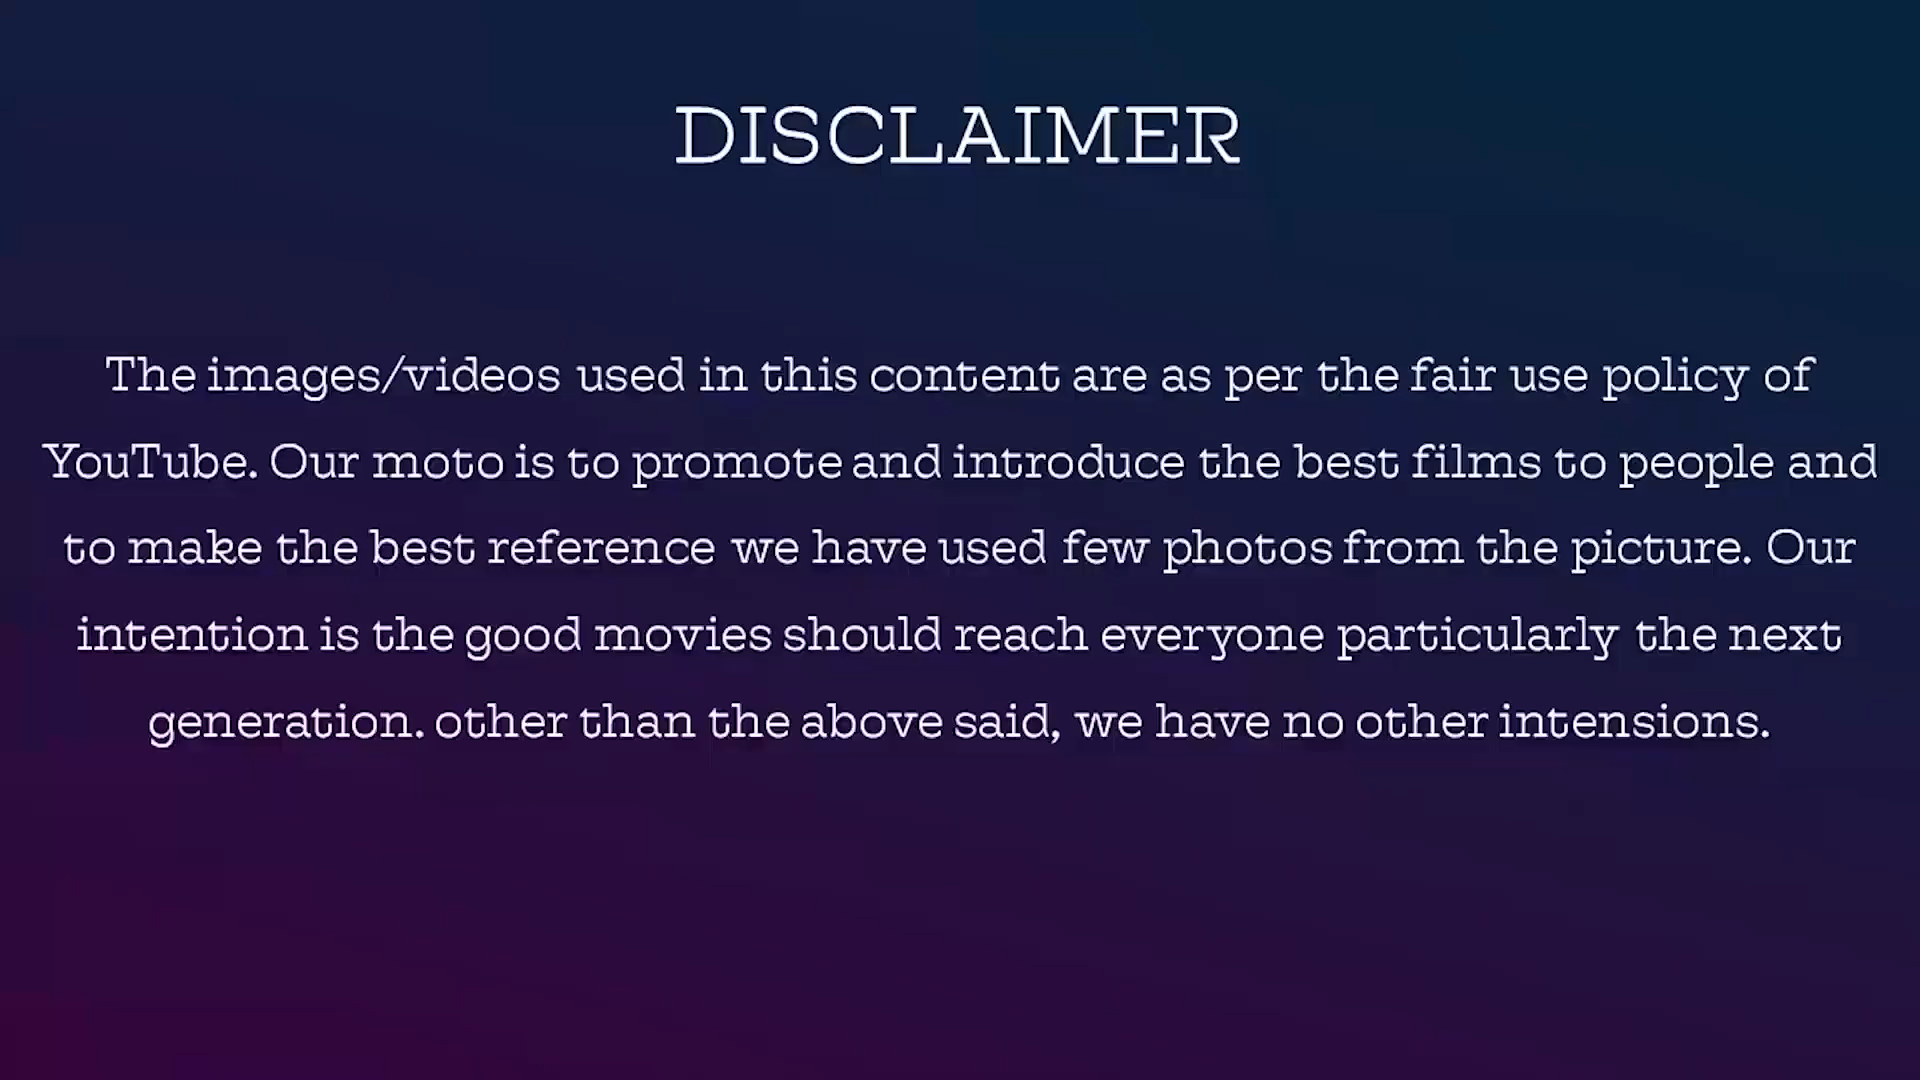 DISCLAIMER
The images/videos used in this content are as per the fair use policy of
YouTube. Our moto is to promote and introduce the best films to people and
to make the best reference we have used few photos from the picture. Our
intention is the good movies should reach everyone particularly the next
generation. other than the above said, we have no other intensions.